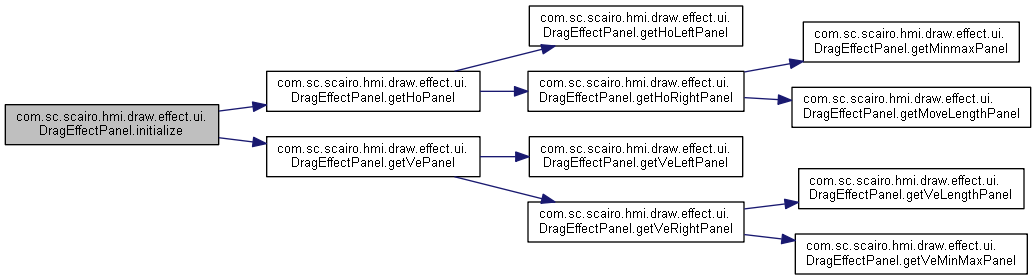 com.sc.scairo.hmi.draw.effect.ui.
DragEffectPanel.initialize
com.sc.scairo.hmi.draw.effect.ui.
DragEffectPanel.getHoPanel
com.sc.scairo.hmi.draw.effect.ui.
DragEffectPanel.getHoLeftPanel
com.sc.scairo.hmi.draw.effect.ui.
DragEffectPanel.getHoRightPanel
com.sc.scairo.hmi.draw.effect.ui.
DragEffectPanel.getMinmaxPanel
com.sc.scairo.hmi.draw.effect.ui.
DragEffectPanel.getMoveLengthPanel
com.sc.scairo.hmi.draw.effect.ui.
DragEffectPanel.getVePanel
com.sc.scairo.hmi.draw.effect.ui.
DragEffectPanel.getVeLeftPanel
com.sc.scairo.hmi.draw.effect.ui.
DragEffectPanel.getVeRightPanel
com.sc.scairo.hmi.draw.effect.ui.
DragEffectPanel.getVeLengthPanel
com.sc.scairo.hmi.draw.effect.ui.
DragEffectPanel.getVeMinMaxPanel